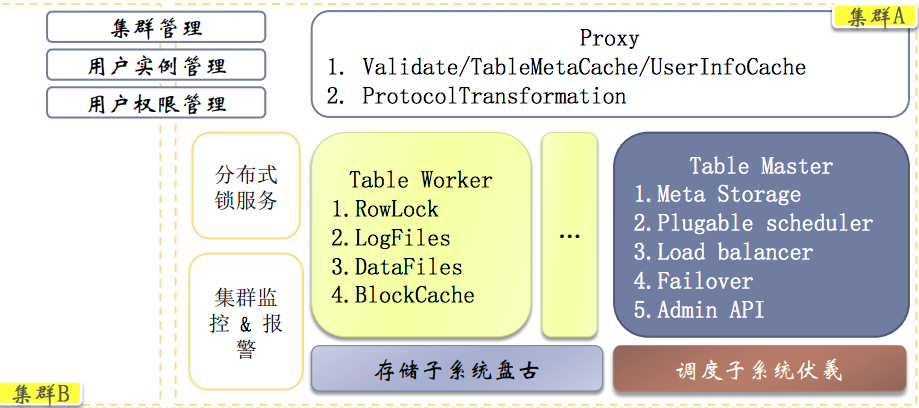 集群A
集群管理
用户实例管理
用户权限管理
Proxy
1. Validate/TableMetaCache/UserInfoCache
2. ProtocolTransformation
分布式
锁服务
集群监
控 & 报
警
Table Worker
1.RowLock
2.LogFiles
3.DataFiles
4.BlockCache
…
Table Master
1.Meta Storage
2.Plugable scheduler
3.Load balancer
4.Failover
5.Admin API
存储子系统盘古
调度子系统伏羲
集群B